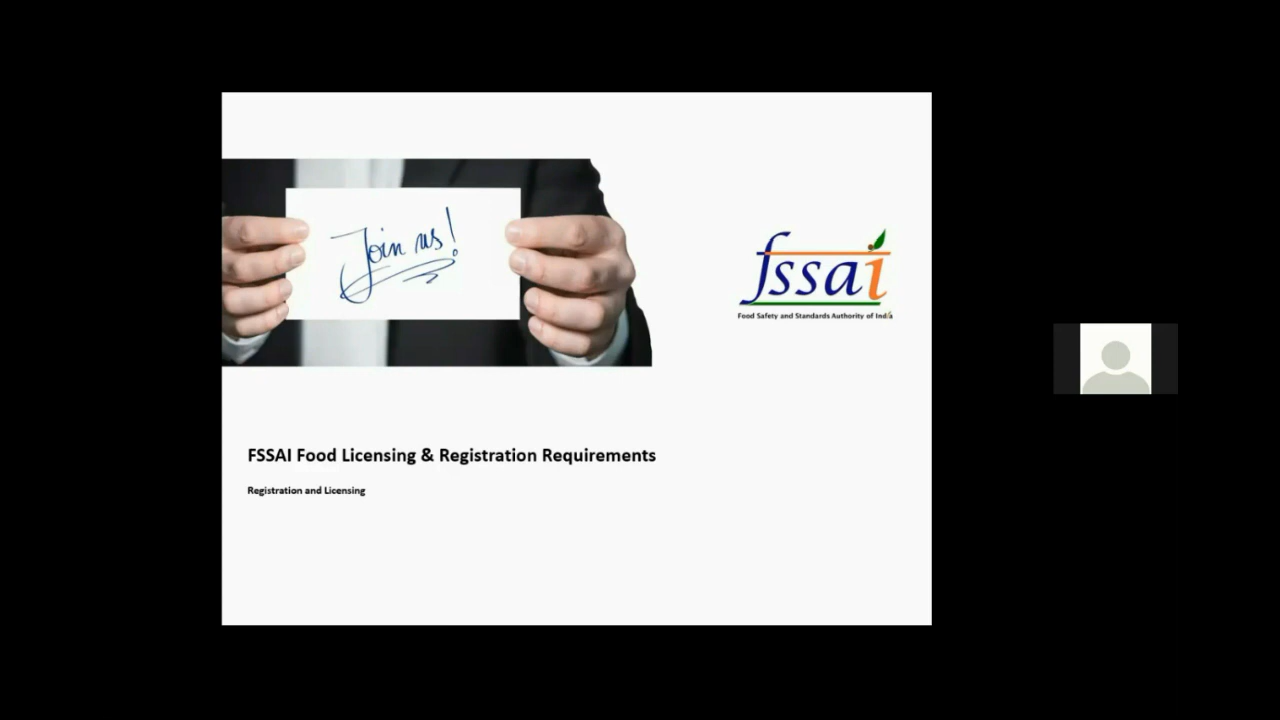 Join us!
fssai
Food Safety and Standards Authority of India
FSSAI Food Licensing & Registration Requirements
Registration and Licensing